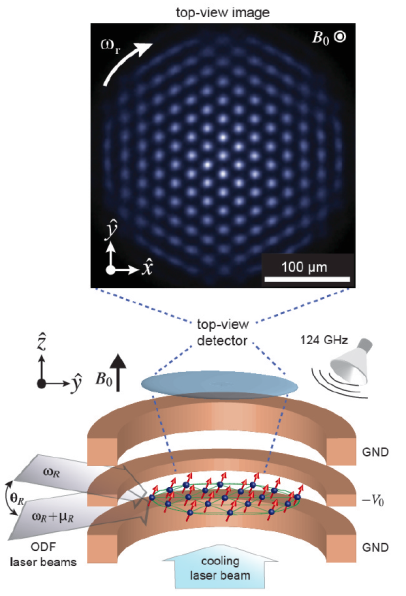 top-view image
ωr
B0
ŷ
x̂
100 μm
top-view
detector
124 GHz
ẑ
B0
ŷ
GND
ωR
θR
−V0
ωR+μR
GND
ODF
laser beams
cooling
laser beam